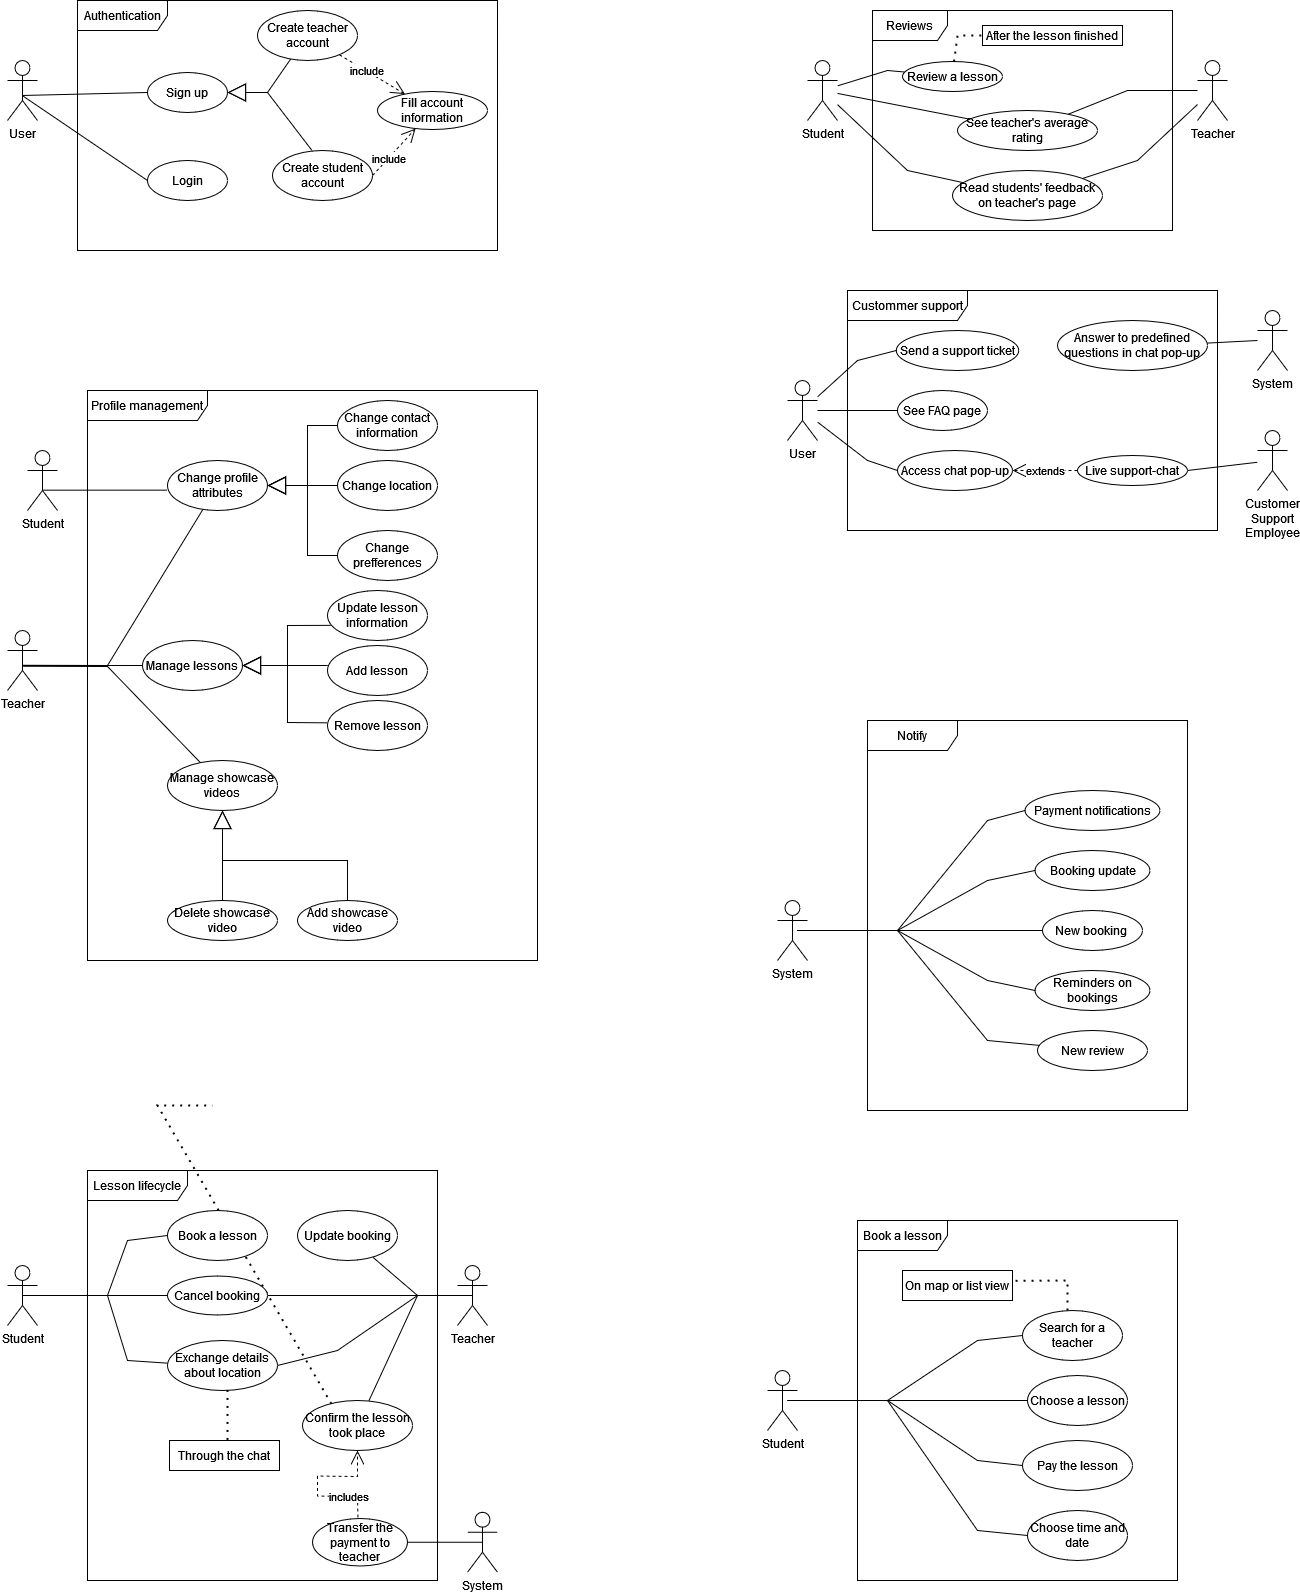 Authentication
Create teacher
account
include
Sign up
Fill account
information
User
include
Create student
account
Login
Reviews
After the lesson finished
Review a lesson
Student
See teacher's average
rating
Teacher
Read students' feedback
on teacher's page
Custommer support
Send a support ticket
Answer to predefined
questions in chat pop-up
System
See FAQ page
User
Access chat pop-up
extends
Live support-chat
Customer
Support
Employee
Profile management
Change contact
information
Change profile
attributes
Change location
Student
Change
prefferences
Update lesson
information
Manage lessons
Add lesson
Teacher
Remove lesson
Manage showcase
videos
Delete showcase
video
Add showcase
video
Notify
Payment notifications
Booking update
New booking
System
Reminders on
bookings
New review
Lesson lifecycle
Book a lesson
Update booking
Cancel booking
Student
Teacher
Exchange details
about location
Confirm the lesson
took place
Through the chat
includes
Transfer the
payment to
teacher
System
Book a lesson
On map or list view
Search for a
teacher
Choose a lesson
Student
Pay the lesson
Choose time and
date